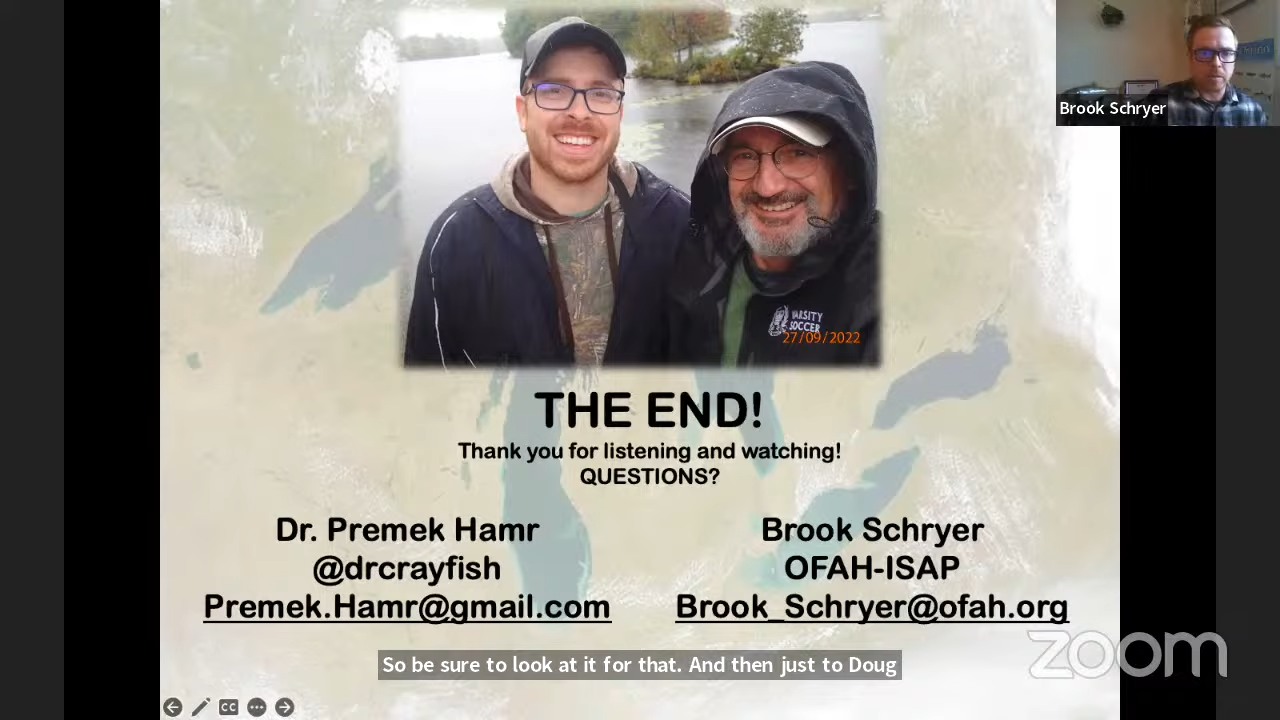 Brook Schryer
VARSITY
SOCCER
27/09/2022
THE END!
Thank you for listening and watching!
QUESTIONS?
Dr. Premek Hamr
@drcrayfish
Premek.Hamr@gmail.com
Brook Schryer
OFAH-ISAP
Brook_Schryer@ofah.org
So be sure to look at it for that. And then just to Doug
zoom
CC